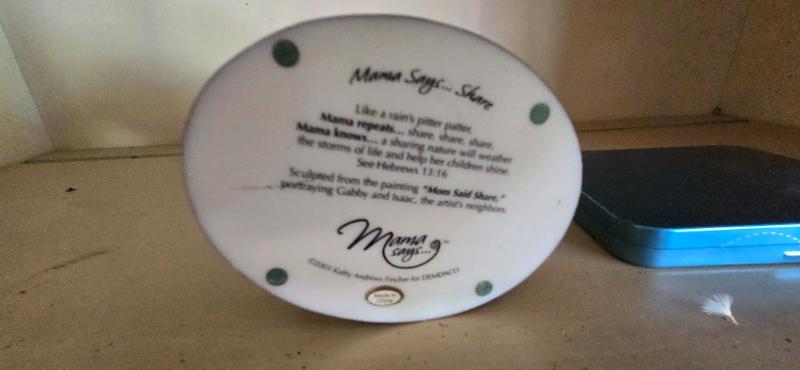 Mama Says... Share
Like a rain's pitter patter,
Mama repeats... share, share, share.
Mama knows... a sharing nature will weather
the storms of life and help her children shine.
See Hebrews 13:16
Sculpted from the painting "Mom Said Share,"
portraying Gabby and Isaac, the artist's neighbors.
Mama
says...™
©2003 Kathy Andrews Fincher for DEMDACO
Made in
China